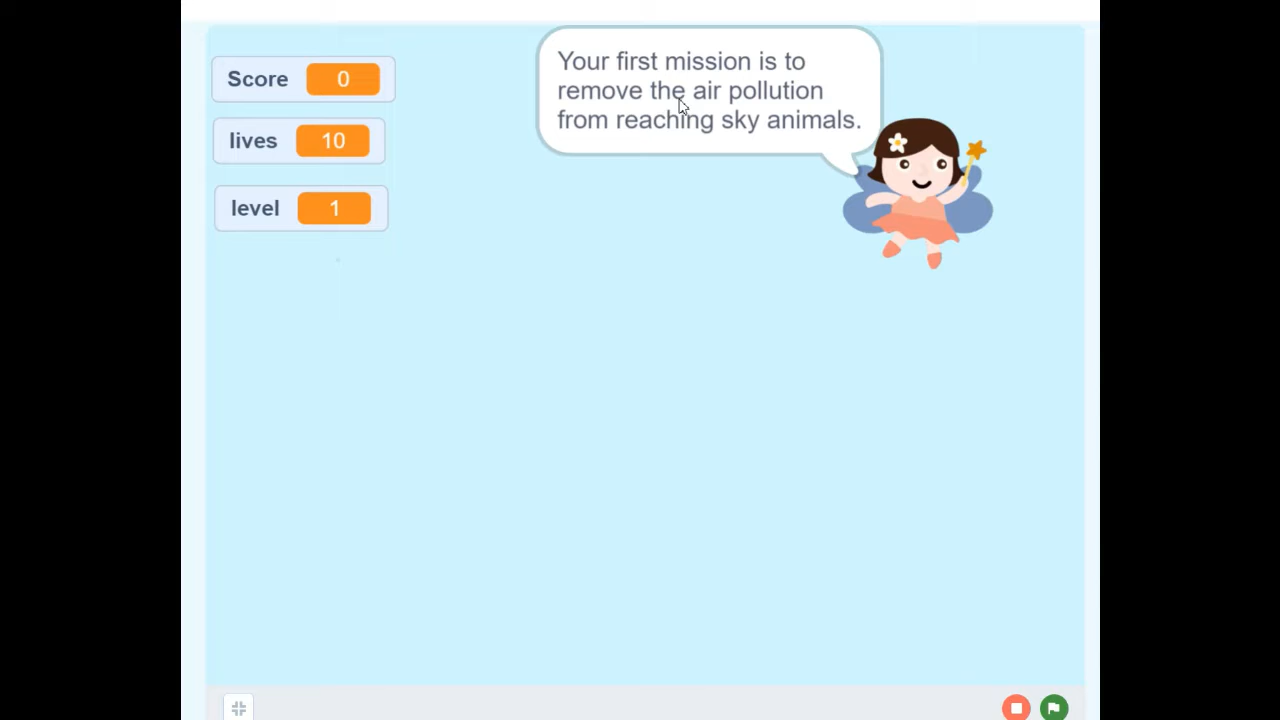 Score 0
lives 10
level 1
Your first mission is to
remove the air pollution
from reaching sky animals.